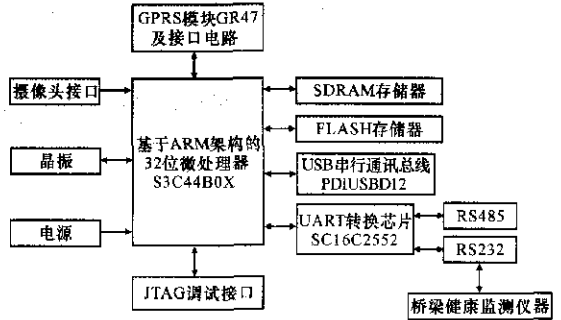 GPRS模块GR47
及接口电路
摄像头接口
晶振
电源
基于ARM架构的
32位微处理器
S3C44B0X
SDRAM存储器
FLASH存储器
USB串行通讯总线
PDIUSBD12
UART转换芯片
SC16C2552
RS485
RS232
JTAG调试接口
桥梁健康监测仪器